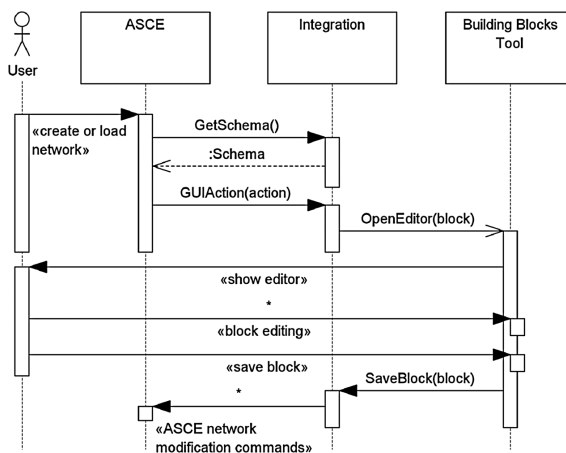 User
ASCE
Integration
Building Blocks
Tool
«create or load
network»
GetSchema()
:Schema
GUIAction(action)
OpenEditor(block)
«show editor»
*
«block editing»
«save block»
SaveBlock(block)
*
«ASCE network
modification commands»